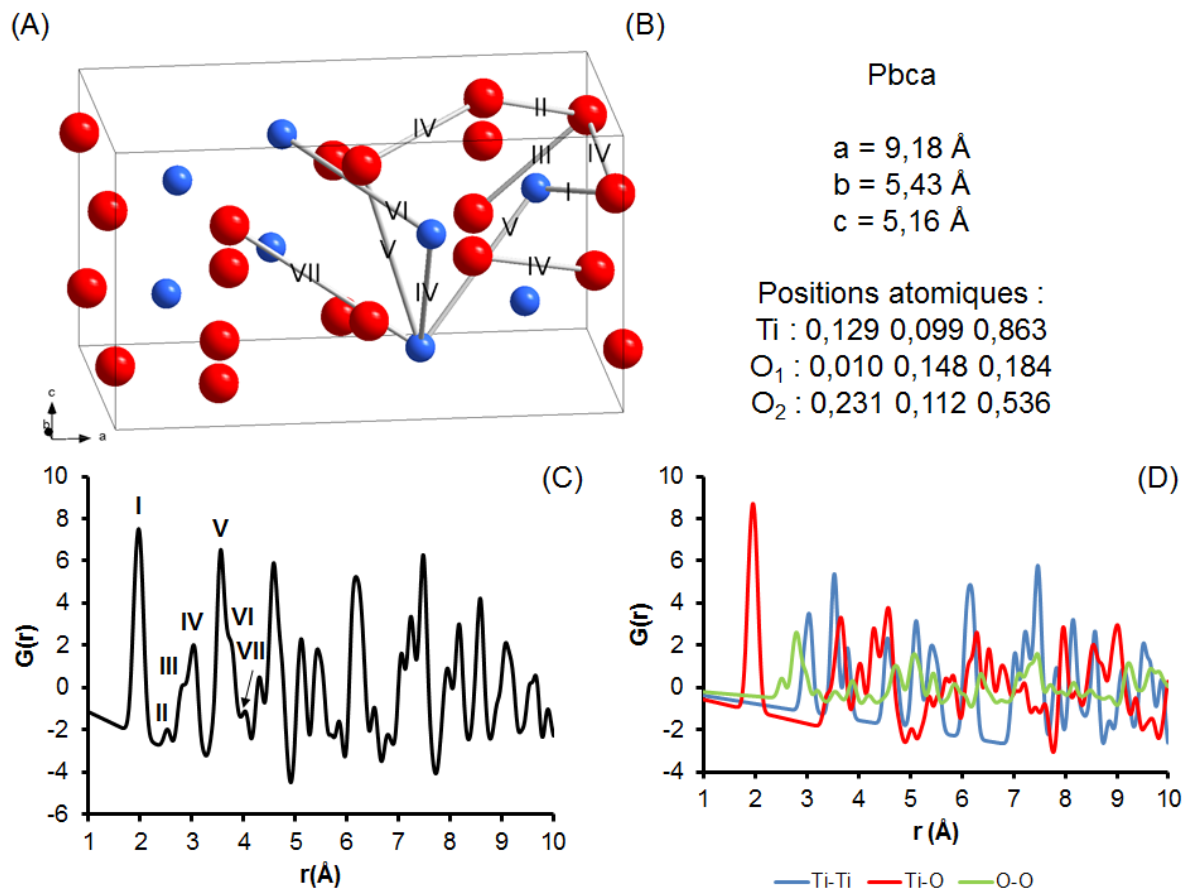 (A)
(B)
IV
II
III
IV
I
VI
V
V
VII
IV
IV
c
b
a
Pbca
a = 9,18 Å
b = 5,43 Å
c = 5,16 Å
Positions atomiques :
Ti : 0,129 0,099 0,863
O₁ : 0,010 0,148 0,184
O₂ : 0,231 0,112 0,536
(C)
10
8
6
4
2
0
-2
-4
-6
G(r)
I
II
III
IV
V
VI
VII
1 2 3 4 5 6 7 8 9 10
r(Å)
(D)
10
8
6
4
2
0
-2
-4
G(r)
1 2 3 4 5 6 7 8 9 10
r (Å)
Ti-Ti Ti-O O-O